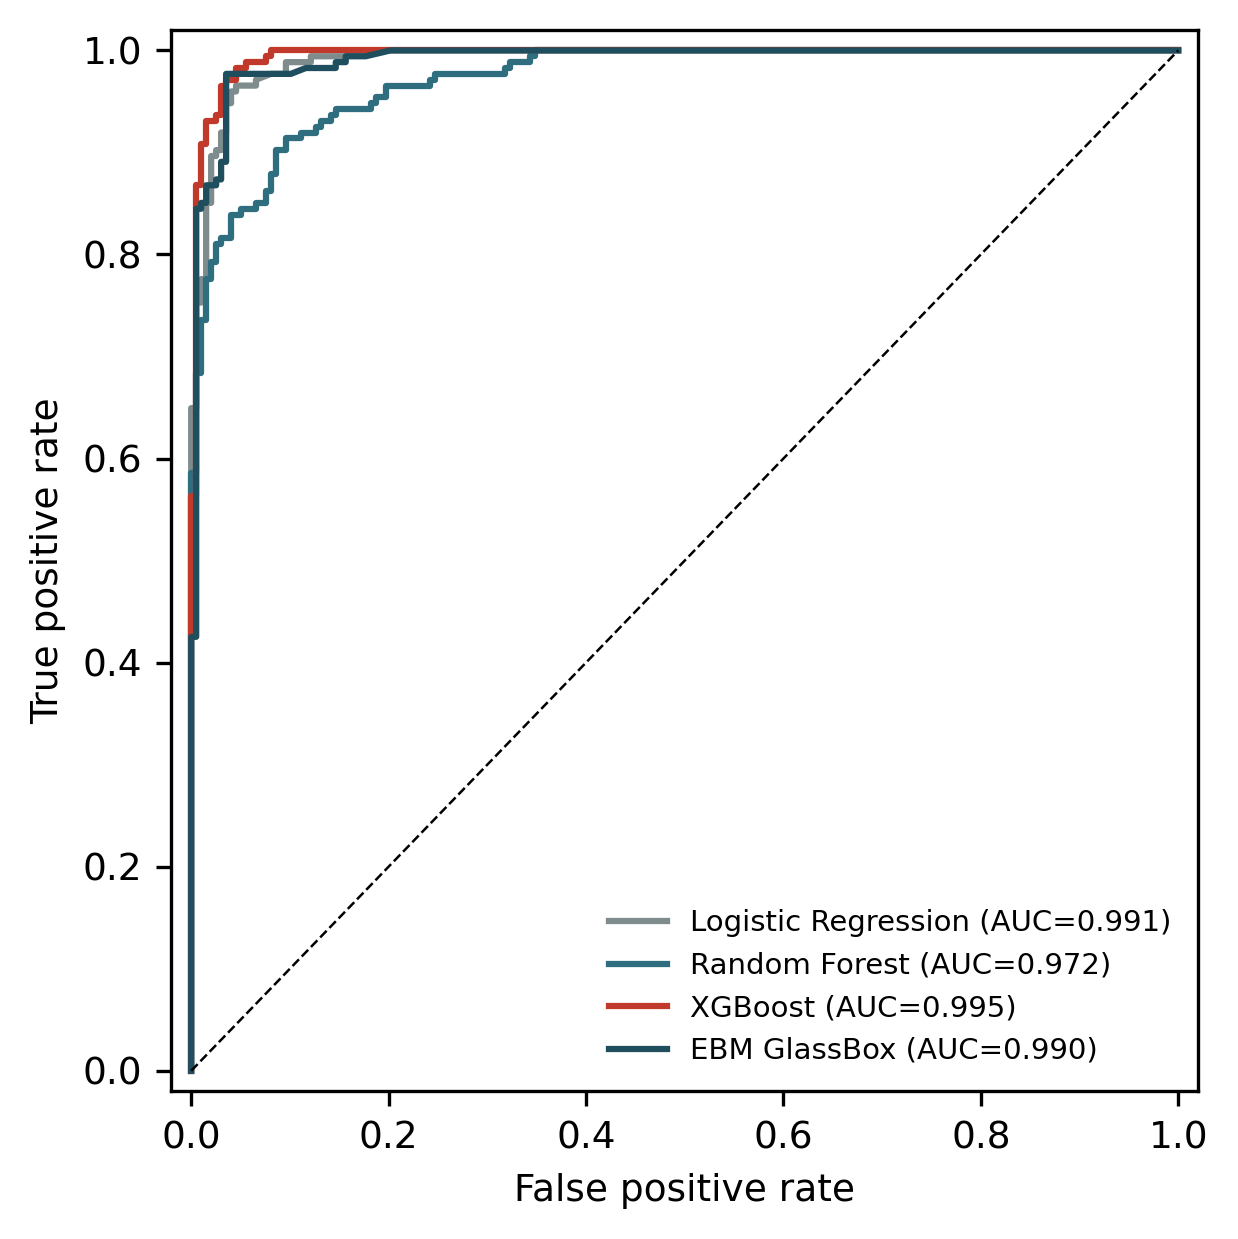 1.0
0.8
0.6
0.4
0.2
0.0
True positive rate
Logistic Regression (AUC=0.991)
Random Forest (AUC=0.972)
XGBoost (AUC=0.995)
EBM GlassBox (AUC=0.990)
0.0 0.2 0.4 0.6 0.8 1.0
False positive rate